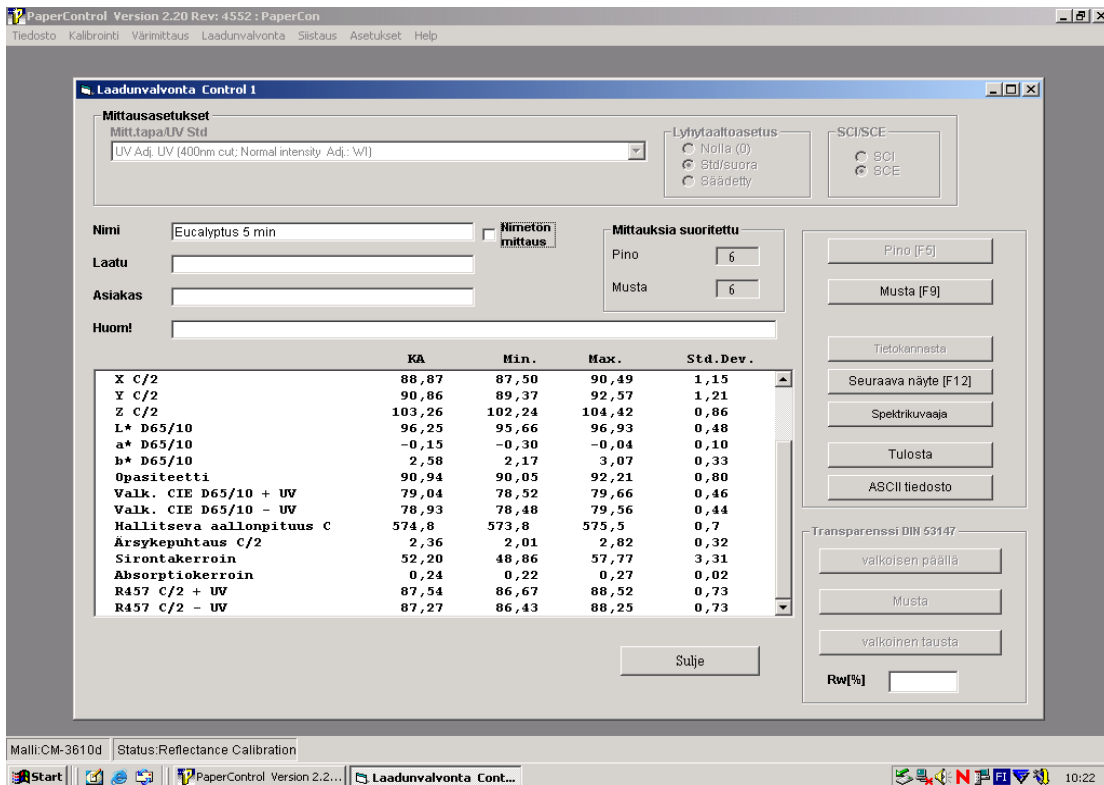 PaperControl Version 2.20 Rev: 4552 : PaperCon
Tiedosto Kalibrointi Värimittaus Laadunvalvonta Siistaus Asetukset Help
Laadunvalvonta Control 1
Mittausasetukset
Mitt.tapa/UV Std
UV Adj. UV (400nm cut; Normal intensity Adj.: WI)
Lyhytaaltoasetus
Nolla (0)
Std/suora
Säädetty
SCI/SCE
SCI
SCE
Nimi Eucalyptus 5 min
Nimetön
mittaus
Laatu
Asiakas
Huom!
Mittauksia suoritettu
Pino 6
Musta 6
Pino [F5]
Musta [F9]
Tietokannasta
Seuraava näyte [F12]
Spektrikuvaaja
Tulosta
ASCII tiedosto
KA Min. Max. Std.Dev.
X C/2 88,87 87,50 90,49 1,15
Y C/2 90,86 89,37 92,57 1,21
Z C/2 103,26 102,24 104,42 0,86
L* D65/10 96,25 95,66 96,93 0,48
a* D65/10 -0,15 -0,30 -0,04 0,10
b* D65/10 2,58 2,17 3,07 0,33
Opasiteetti 90,94 90,05 92,21 0,80
Valk. CIE D65/10 + UV 79,04 78,52 79,66 0,46
Valk. CIE D65/10 - UV 78,93 78,48 79,56 0,44
Hallitseva aallonpituus C 574,8 573,8 575,5 0,7
Ärsykepuhtaus C/2 2,36 2,01 2,82 0,32
Sirontakerroin 52,20 48,86 57,77 3,31
Absorptiokerroin 0,24 0,22 0,27 0,02
R457 C/2 + UV 87,54 86,67 88,52 0,73
R457 C/2 - UV 87,27 86,43 88,25 0,73
Transparenssi DIN 53147
valkoisen päällä
Musta
valkoinen tausta
Rw[%]
Sulje
Malli:CM-3610d Status:Reflectance Calibration
Start PaperControl Version 2.2... Laadunvalvonta Cont... N FI 10:22